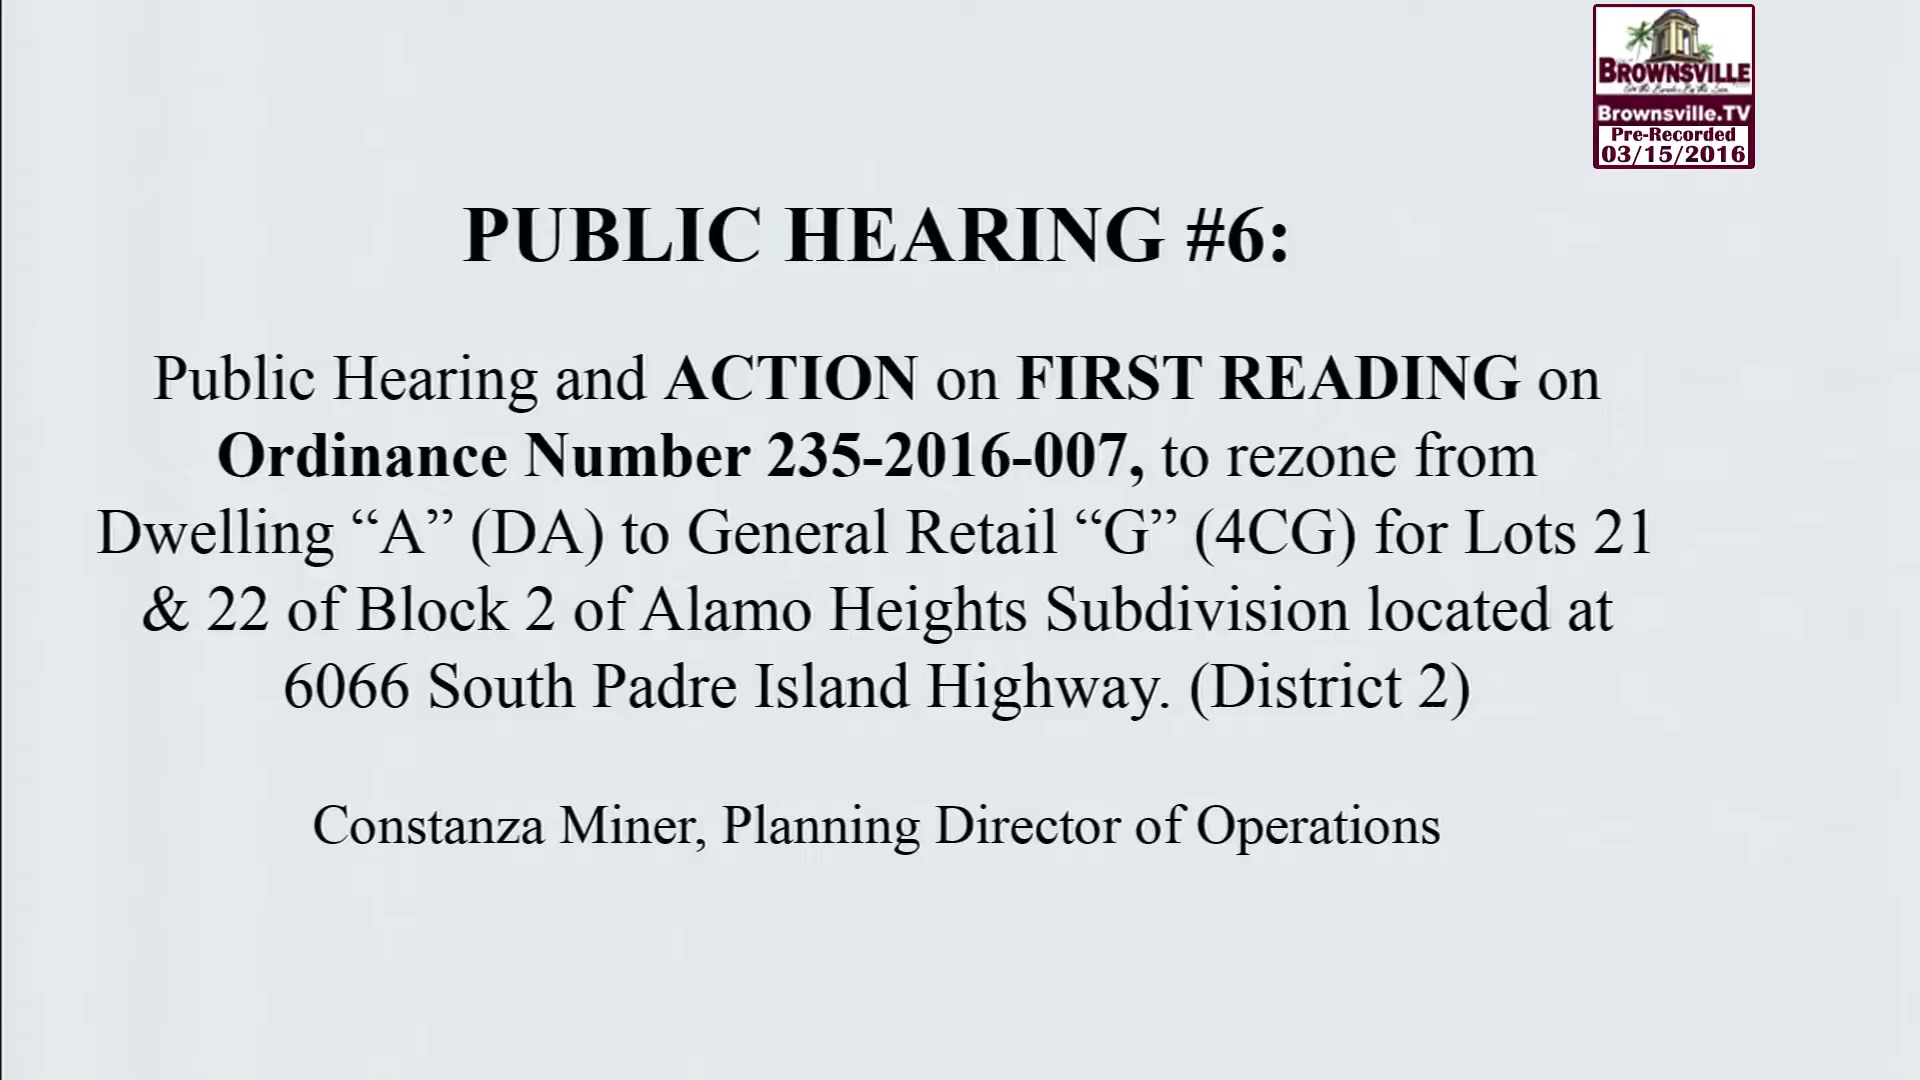 BROWNSVILLE
Brownsville.TV
Pre-Recorded
03/15/2016
PUBLIC HEARING #6:
Public Hearing and ACTION on FIRST READING on
Ordinance Number 235-2016-007, to rezone from
Dwelling “A” (DA) to General Retail “G” (4CG) for Lots 21
& 22 of Block 2 of Alamo Heights Subdivision located at
6066 South Padre Island Highway. (District 2)
Constanza Miner, Planning Director of Operations